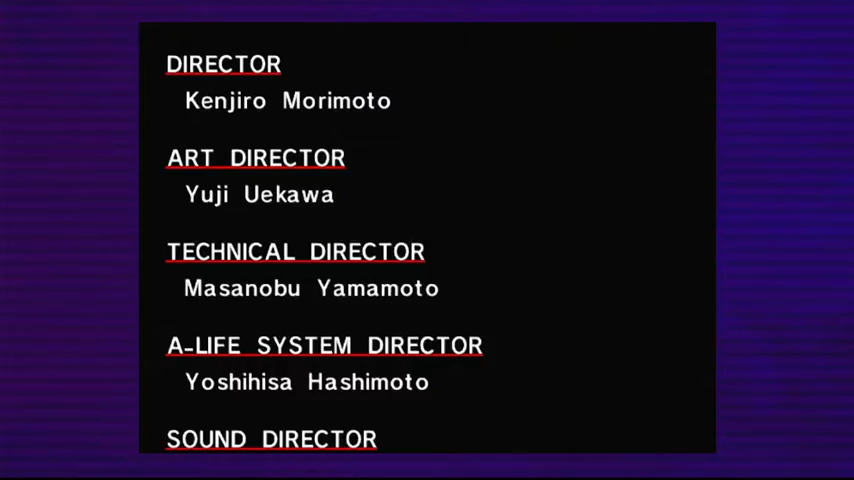 DIRECTOR
Kenjiro Morimoto
ART DIRECTOR
Yuji Uekawa
TECHNICAL DIRECTOR
Masanobu Yamamoto
A-LIFE SYSTEM DIRECTOR
Yoshihisa Hashimoto
SOUND DIRECTOR